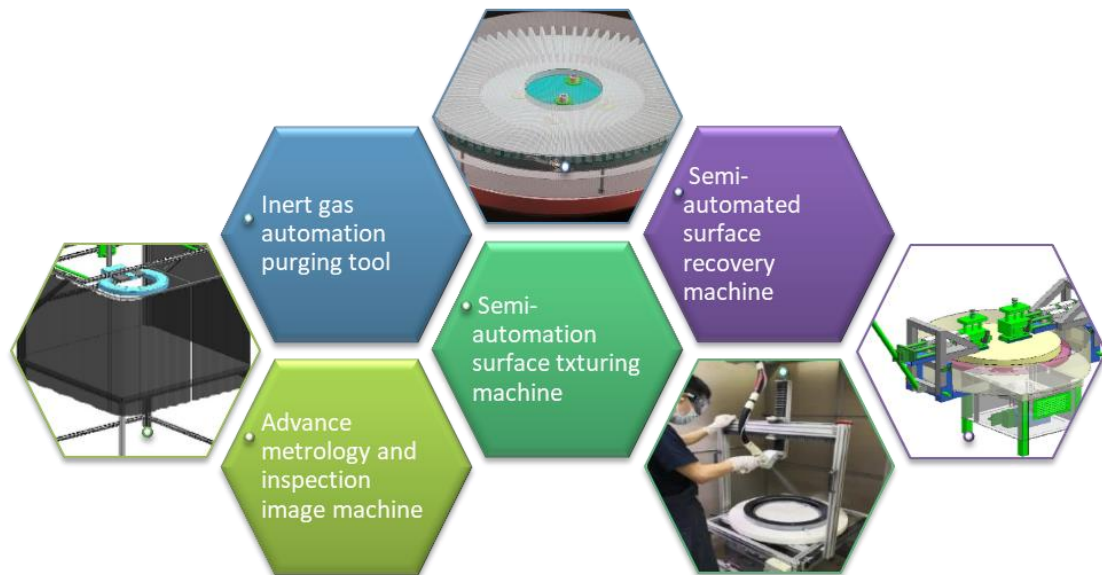 Inert gas
automation
purging tool
Semi-
automated
surface
recovery
machine
Semi-
automation
surface txturing
machine
Advance
metrology and
inspection
image machine